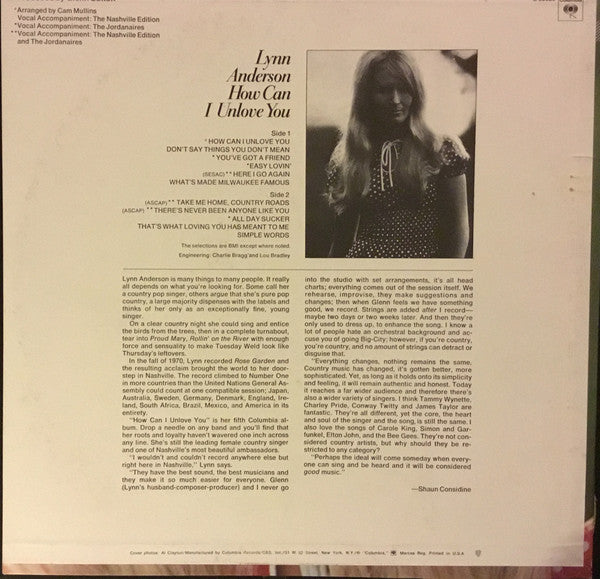 *Arranged by Cam Mullins
Vocal Accompaniment: The Nashville Edition
*Vocal Accompaniment: The Jordanaires
**Vocal Accompaniment: The Nashville Edition
and The Jordanaires
Lynn
Anderson
How Can
I Unlove You
Side 1
*HOW CAN I UNLOVE YOU
DON'T SAY THINGS YOU DON'T MEAN
*YOU'VE GOT A FRIEND
*EASY LOVIN'
(SESAC)**HERE I GO AGAIN
WHAT'S MADE MILWAUKEE FAMOUS
Side 2
(ASCAP)**TAKE ME HOME, COUNTRY ROADS
(ASCAP)**THERE'S NEVER BEEN ANYONE LIKE YOU
*ALL DAY SUCKER
THAT'S WHAT LOVING YOU HAS MEANT TO ME
SIMPLE WORDS
The selections are BMI except where noted.
Engineering: Charlie Bragg and Lou Bradley
Lynn Anderson is many things to many people. It really
all depends on what you're looking for. Some call her
a country pop singer, others argue that she's pure pop
country, a large majority dispenses with the labels and
thinks of her only as an exceptionally fine, young
singer.
On a clear country night she could sing and entice
the birds from the trees, then in a complete turnabout,
tear into Proud Mary, Rollin' on the River with enough
force and sensuality to make Tuesday Weld look like
Thursday's leftovers.
In the fall of 1970, Lynn recorded Rose Garden and
the resulting acclaim brought the world to her door-
step in Nashville. The record climbed to Number One
in more countries than the United Nations General As-
sembly could count at one compatible session; Japan,
Australia, Sweden, Germany, Denmark, England, Ire-
land, South Africa, Brazil, Mexico, and America in its
entirety.
"How Can I Unlove You" is her fifth Columbia al-
bum. Drop a needle on any band and you'll find that
her roots and loyalty haven't wavered one inch across
any line. She's still the leading female country singer
and one of Nashville's most beautiful ambassadors.
"I wouldn't and couldn't record anywhere else but
right here in Nashville," Lynn says.
"They have the best sound, the best musicians and
they make it so much easier for everyone. Glenn
(Lynn's husband-composer-producer) and I never go
into the studio with set arrangements, it's all head
charts; everything comes out of the session itself. We
rehearse, improvise, they make suggestions and
changes; then when Glenn feels we have something
good, we record. Strings are added after I record—
maybe two days or two weeks later. And then they're
only used to dress up, to enhance the song. I know a
lot of people hate an orchestral background and ac-
cuse you of going Big-City; however, if you're country,
you're country, and no amount of strings can detract or
disguise that.
"Everything changes, nothing remains the same.
Country music has changed, it's gotten better, more
sophisticated. Yet, as long as it holds onto its simplicity
and feeling, it will remain authentic and honest. Today
it reaches a far wider audience and therefore there's
also a wider variety of singers. I think Tammy Wynette,
Charley Pride, Conway Twitty and James Taylor are
fantastic. They're all different, yet the core, the heart
and soul of the singer and the song, is still the same. I
also love the songs of Carole King, Simon and Gar-
funkel, Elton John, and the Bee Gees. They're not con-
sidered country artists, but why should they be re-
stricted to any category?
"Perhaps the ideal will come someday when every-
one can sing and be heard and it will be considered
good music."
—Shaun Considine
Cover photos: Al Clayton/Manufactured by Columbia Records/CBS, Inc./51 W. 52 Street, New York, N.Y./® "Columbia," Marcas Reg. Printed in U.S.A.